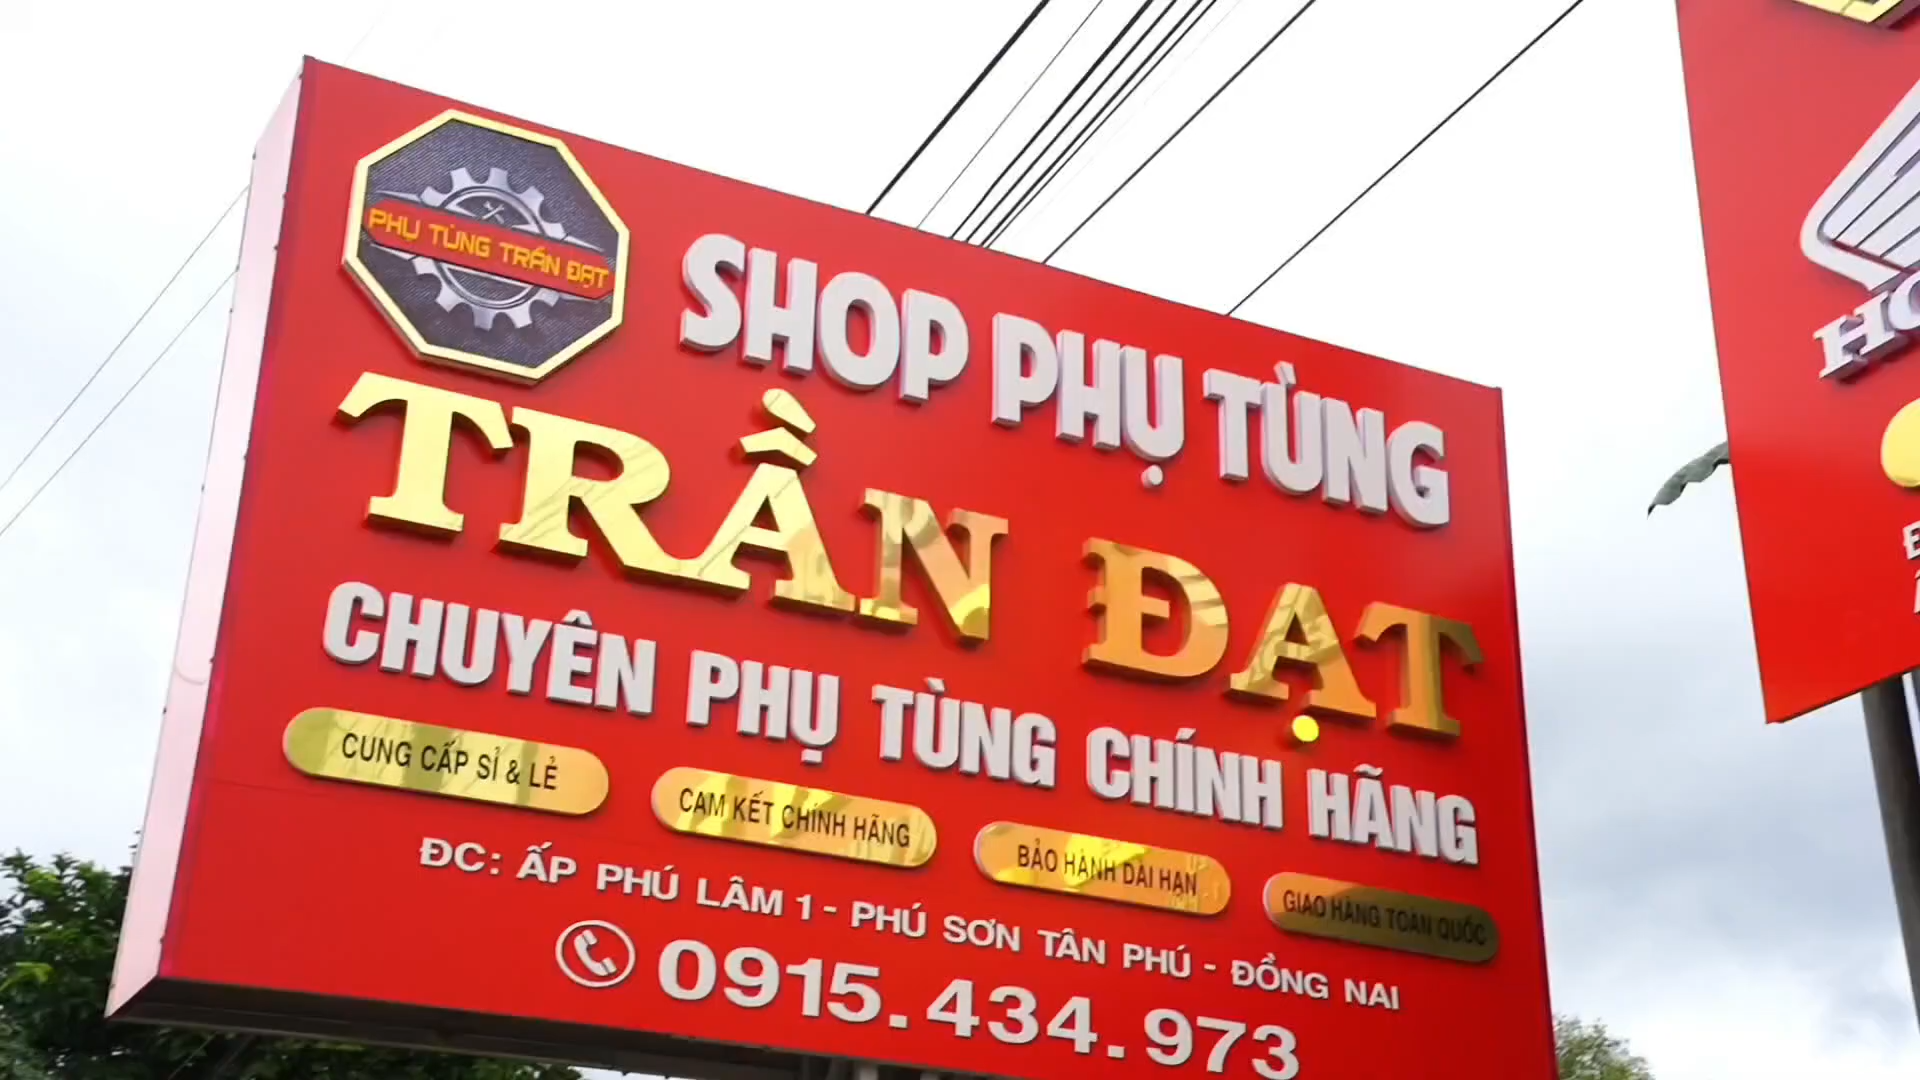 PHỤ TÙNG TRẦN ĐẠT
SHOP PHỤ TÙNG
TRẦN ĐẠT
CHUYÊN PHỤ TÙNG CHÍNH HÃNG
CUNG CẤP SỈ & LẺ
CAM KẾT CHÍNH HÃNG
BẢO HÀNH DÀI HẠN
GIAO HÀNG TOÀN QUỐC
ĐC: ẤP PHÚ LÂM 1 - PHÚ SƠN TÂN PHÚ - ĐỒNG NAI
0915.434.973